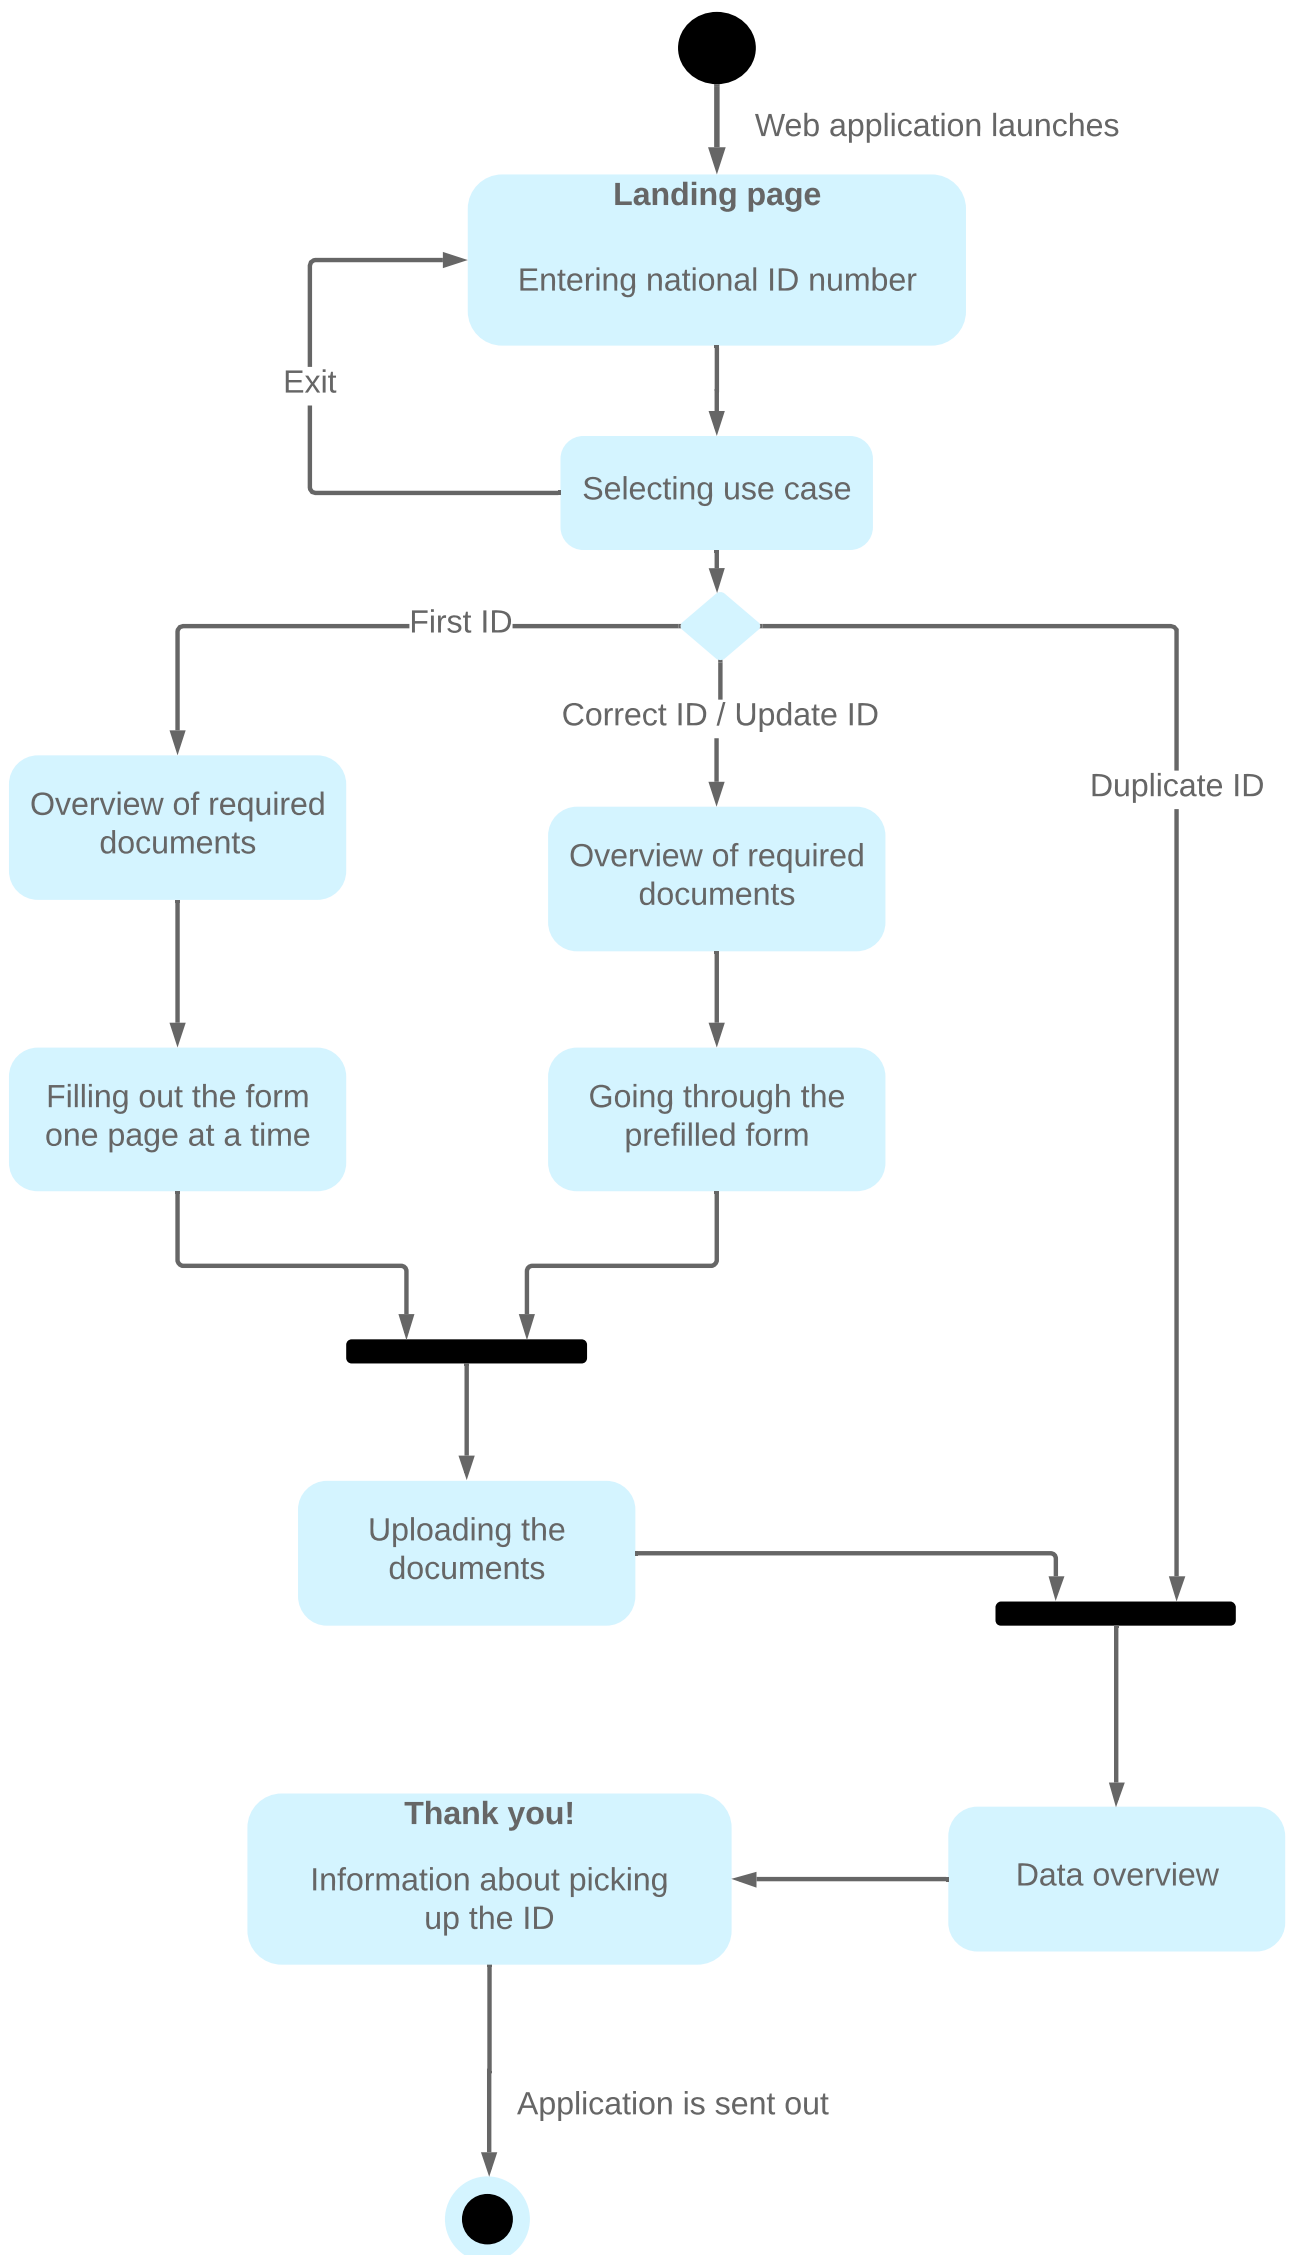 Web application launches
Landing page
Entering national ID number
Exit
Selecting use case
First ID
Correct ID / Update ID
Duplicate ID
Overview of required
documents
Overview of required
documents
Filling out the form
one page at a time
Going through the
prefilled form
Uploading the
documents
Thank you!
Information about picking
up the ID
Data overview
Application is sent out